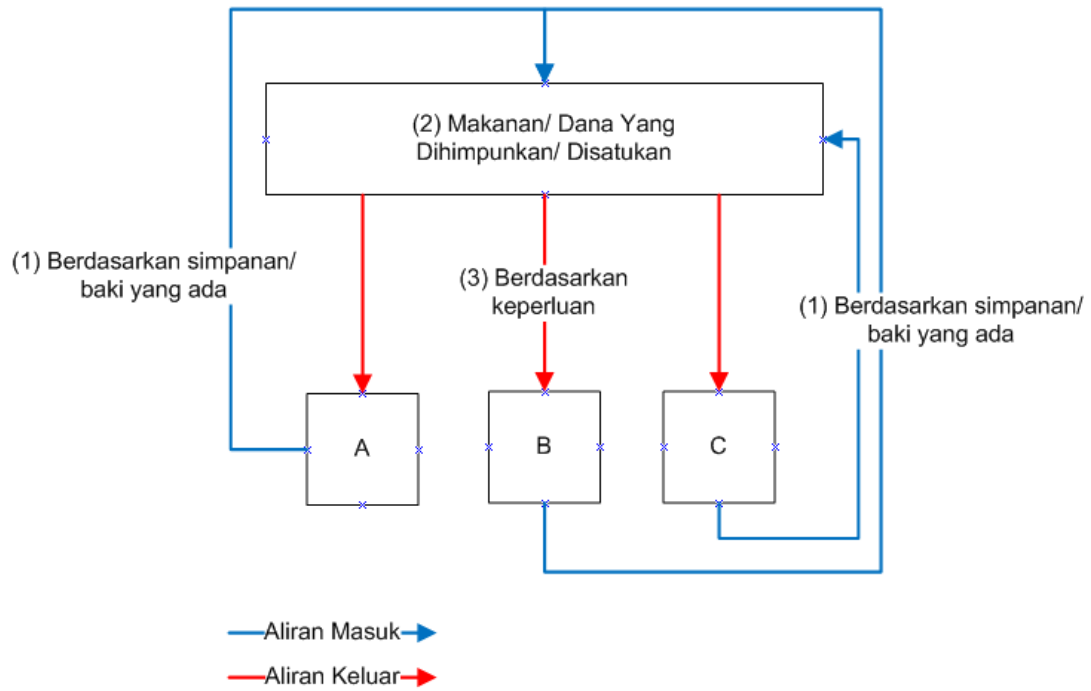 (2) Makanan/ Dana Yang
Dihimpunkan/ Disatukan
(1) Berdasarkan simpanan/
baki yang ada
(3) Berdasarkan
keperluan
(1) Berdasarkan simpanan/
baki yang ada
A
B
C
Aliran Masuk
Aliran Keluar